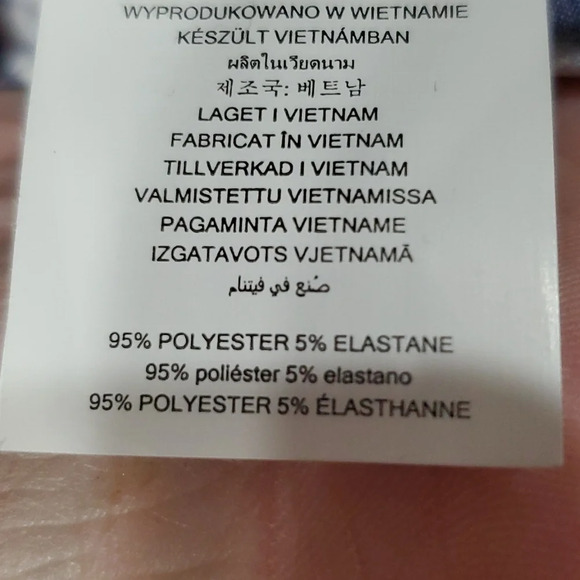 WYPRODUKOWANO W WIETNAMIE
KÉSZÜLT VIETNÁMBAN
ผลิตในเวียดนาม
제조국: 베트남
LAGET I VIETNAM
FABRICAT ÎN VIETNAM
TILLVERKAD I VIETNAM
VALMISTETTU VIETNAMISSA
PAGAMINTA VIETNAME
IZGATAVOTS VJETNAMĀ
صُنع في فيتنام
95% POLYESTER 5% ELASTANE
95% poliéster 5% elastano
95% POLYESTER 5% ÉLASTHANNE